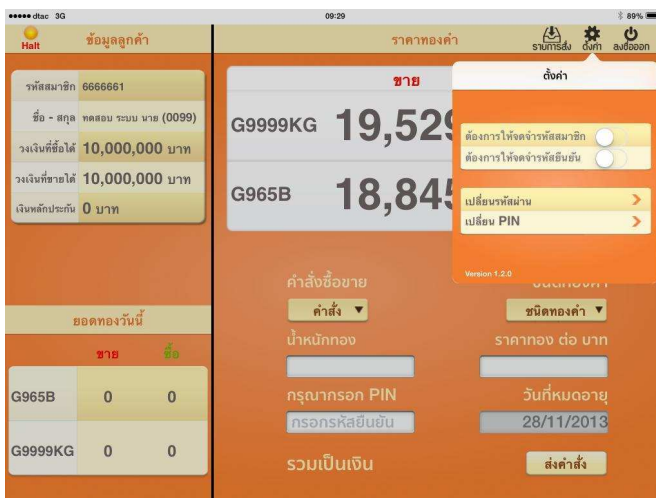 dtac 3G 09:29 89%
Halt ข้อมูลลูกค้า ราคาทองคำ รายการสั่ง ตั้งค่า ลงชื่อออก
รหัสสมาชิก 6666661
ชื่อ - สกุล ทดสอบ ระบบ นาย (0099)
วงเงินที่ซื้อได้ 10,000,000 บาท
วงเงินที่ขายได้ 10,000,000 บาท
เงินหลักประกัน 0 บาท
ยอดทองวันนี้
ขาย ซื้อ
G965B 0 0
G9999KG 0 0
ขาย
G9999KG 19,529
G965B 18,845
ตั้งค่า
ต้องการให้จดจำรหัสสมาชิก
ต้องการให้จดจำรหัสยืนยัน
เปลี่ยนรหัสผ่าน
เปลี่ยน PIN
Version 1.2.0
คำสั่งซื้อขาย
คำสั่ง ชนิดทองคำ
น้ำหนักทอง ราคาทอง ต่อ บาท
กรุณากรอก PIN วันที่หมดอายุ
กรอกรหัสยืนยัน 28/11/2013
รวมเป็นเงิน ส่งคำสั่ง